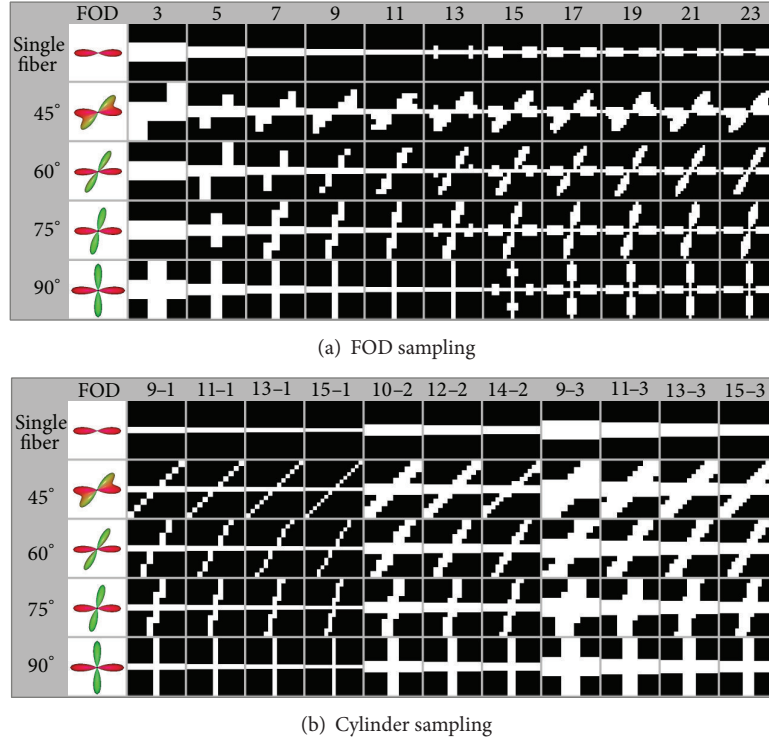 FOD 3 5 7 9 11 13 15 17 19 21 23
Single fiber
45°
60°
75°
90°
(a) FOD sampling
FOD 9–1 11–1 13–1 15–1 10–2 12–2 14–2 9–3 11–3 13–3 15–3
Single fiber
45°
60°
75°
90°
(b) Cylinder sampling